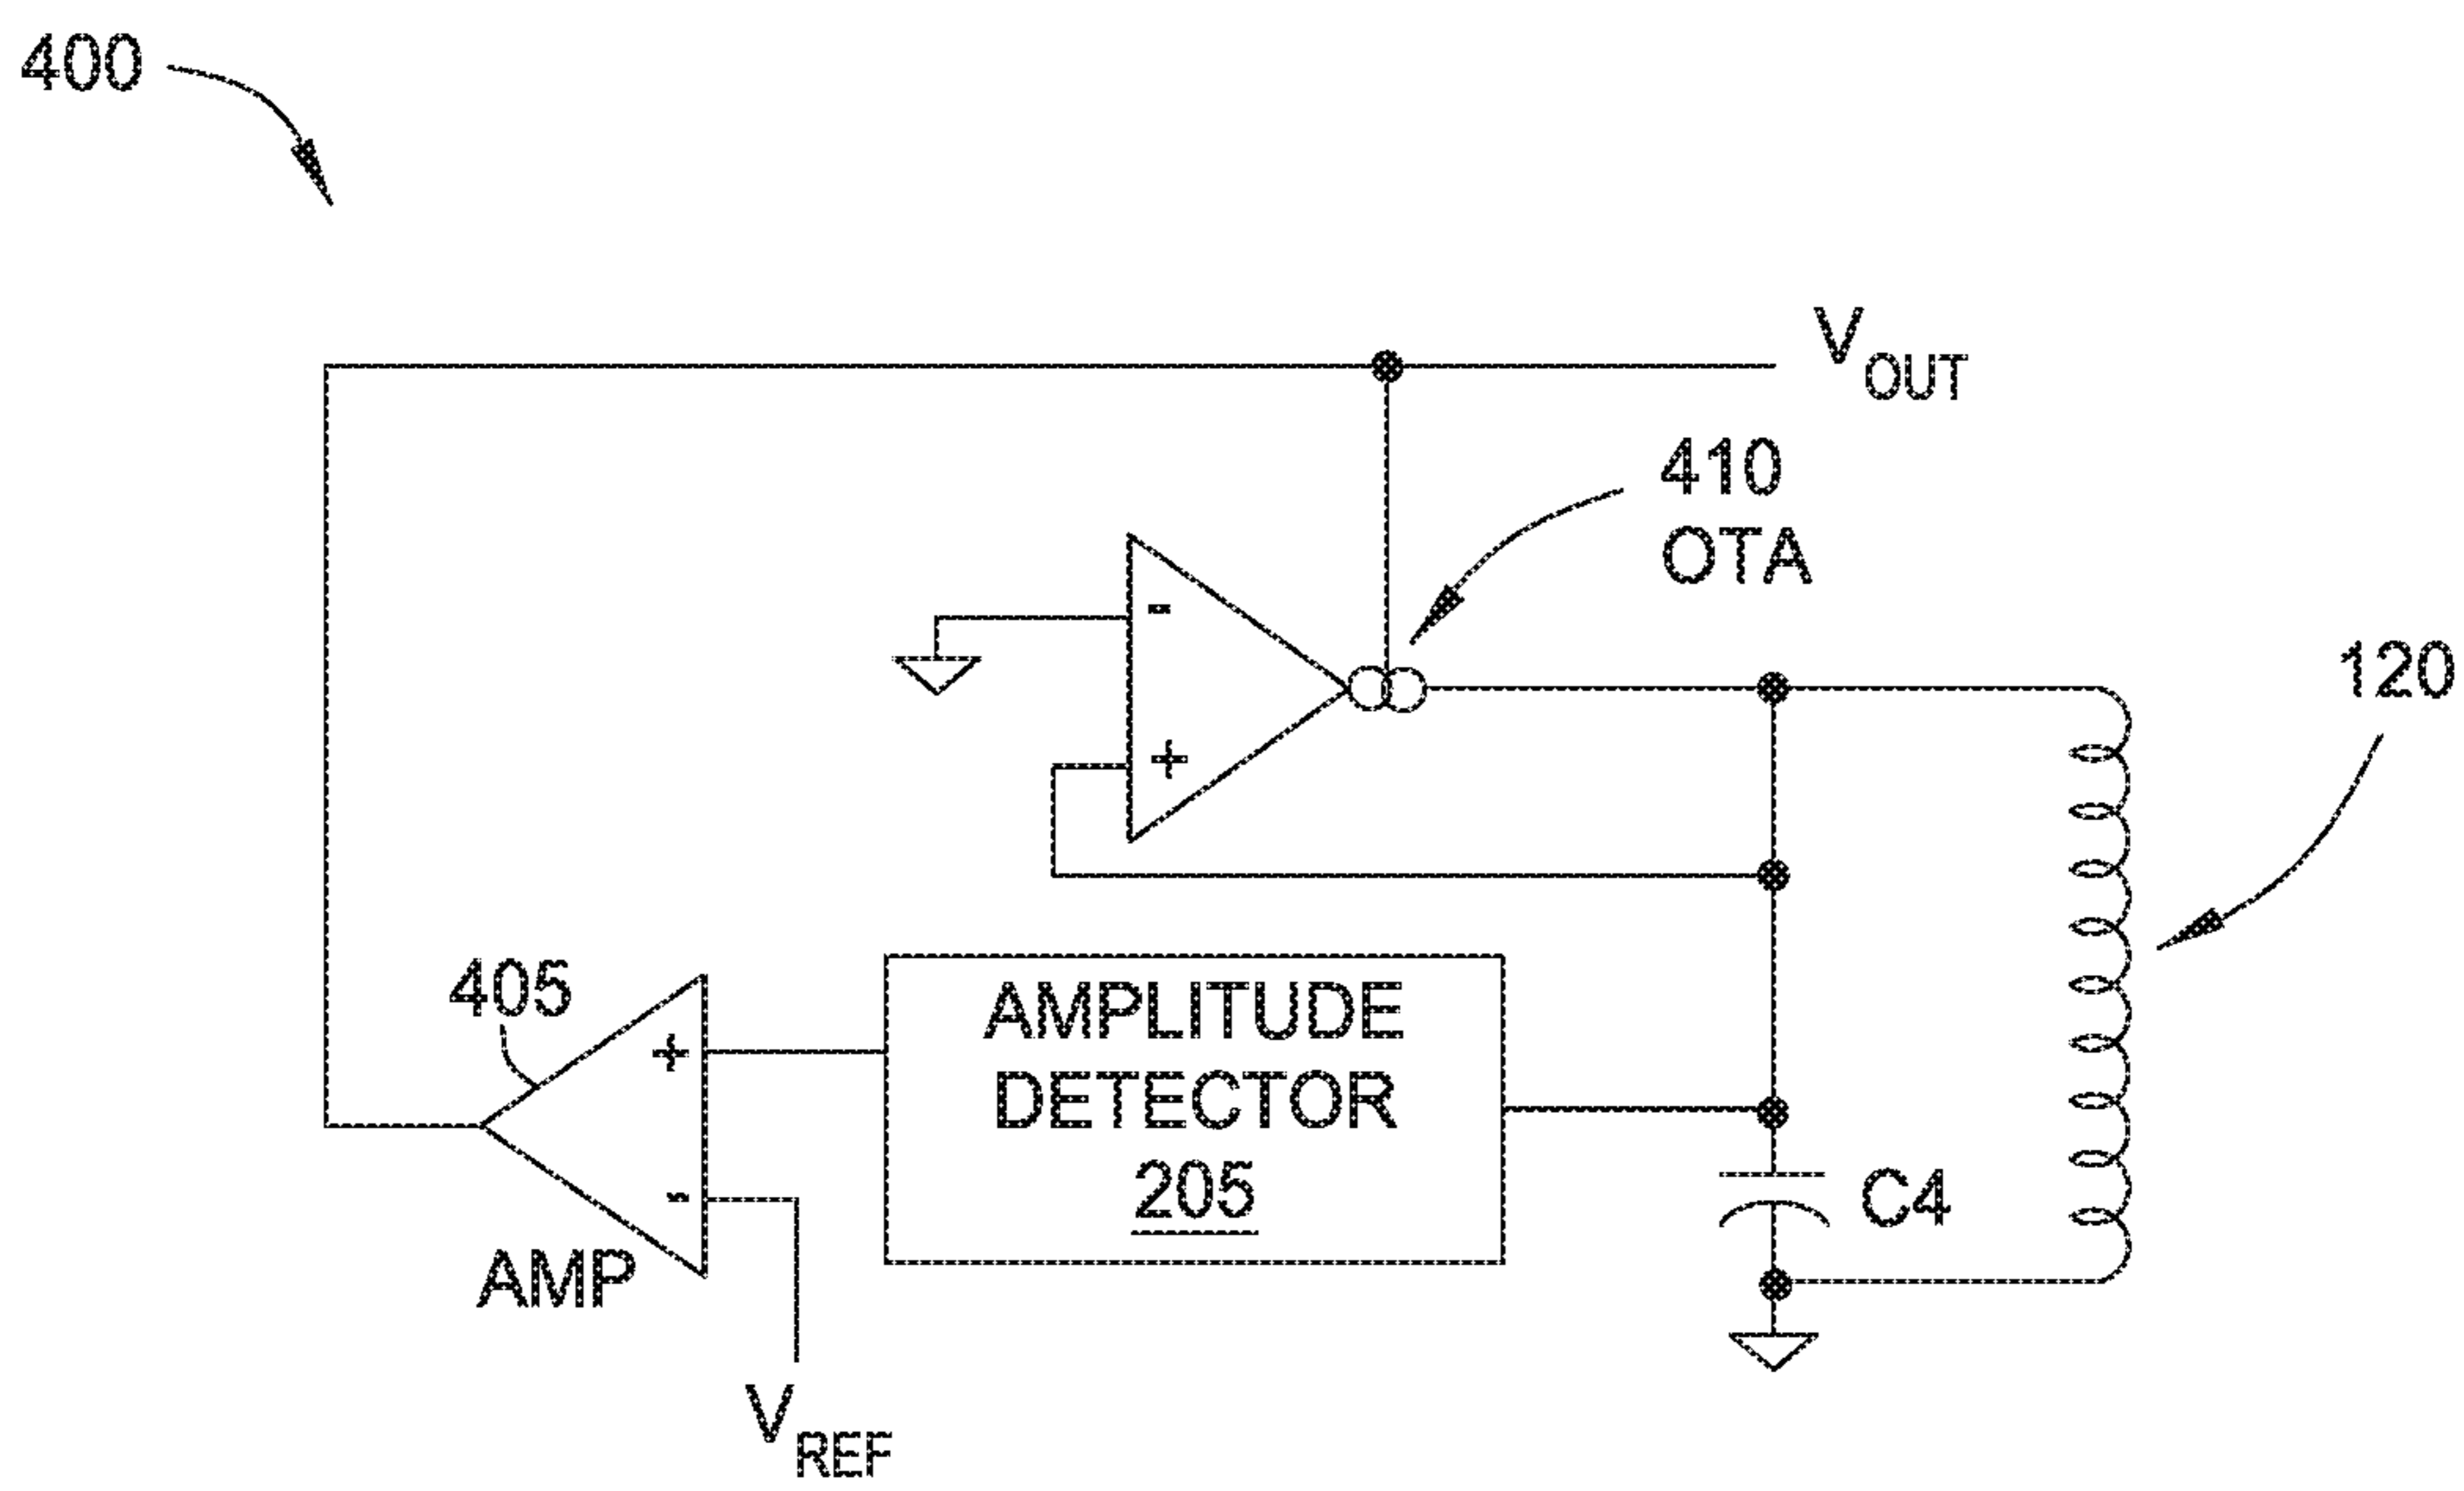 400
VOUT
410
OTA
120
-
+
405
+
-
AMP
AMPLITUDE
DETECTOR
205
C4
VREF